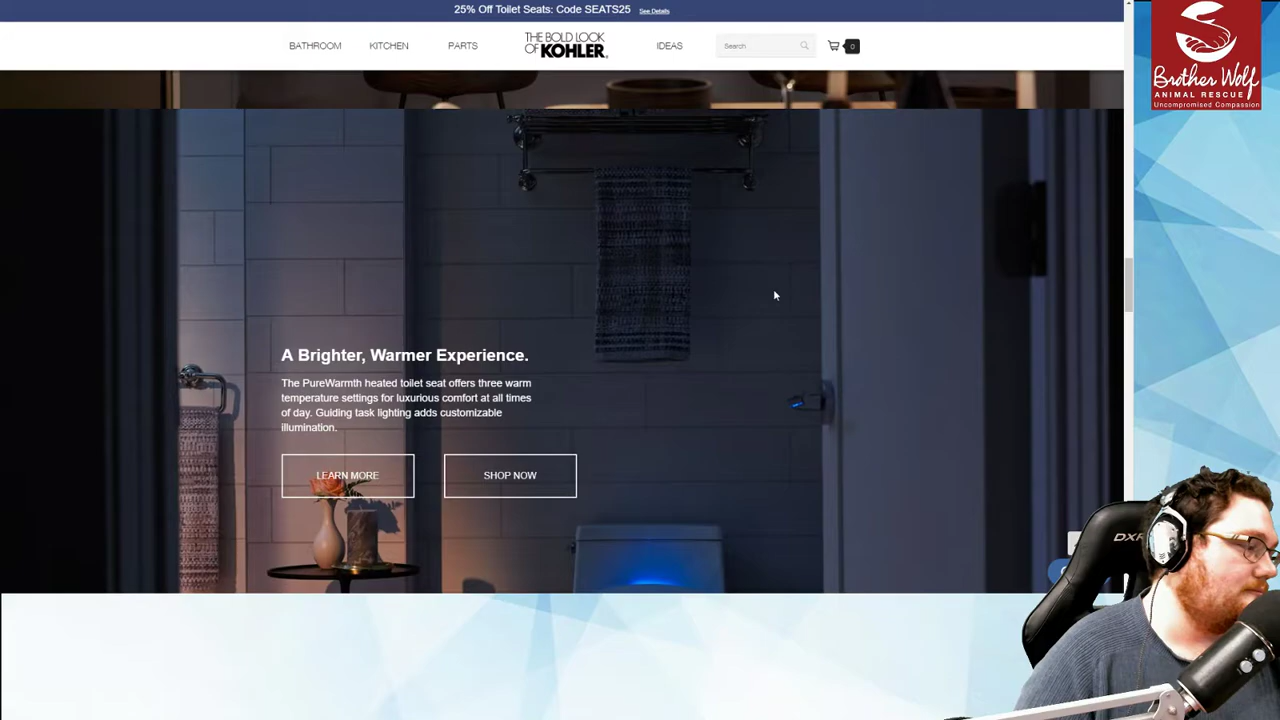 25% Off Toilet Seats: Code SEATS25 See Details
BATHROOM KITCHEN PARTS
THE BOLD LOOK
OF KOHLER®
IDEAS Search 0
Brother Wolf
ANIMAL RESCUE
Uncompromised Compassion
A Brighter, Warmer Experience.
The PureWarmth heated toilet seat offers three warm
temperature settings for luxurious comfort at all times
of day. Guiding task lighting adds customizable
illumination.
LEARN MORE SHOP NOW